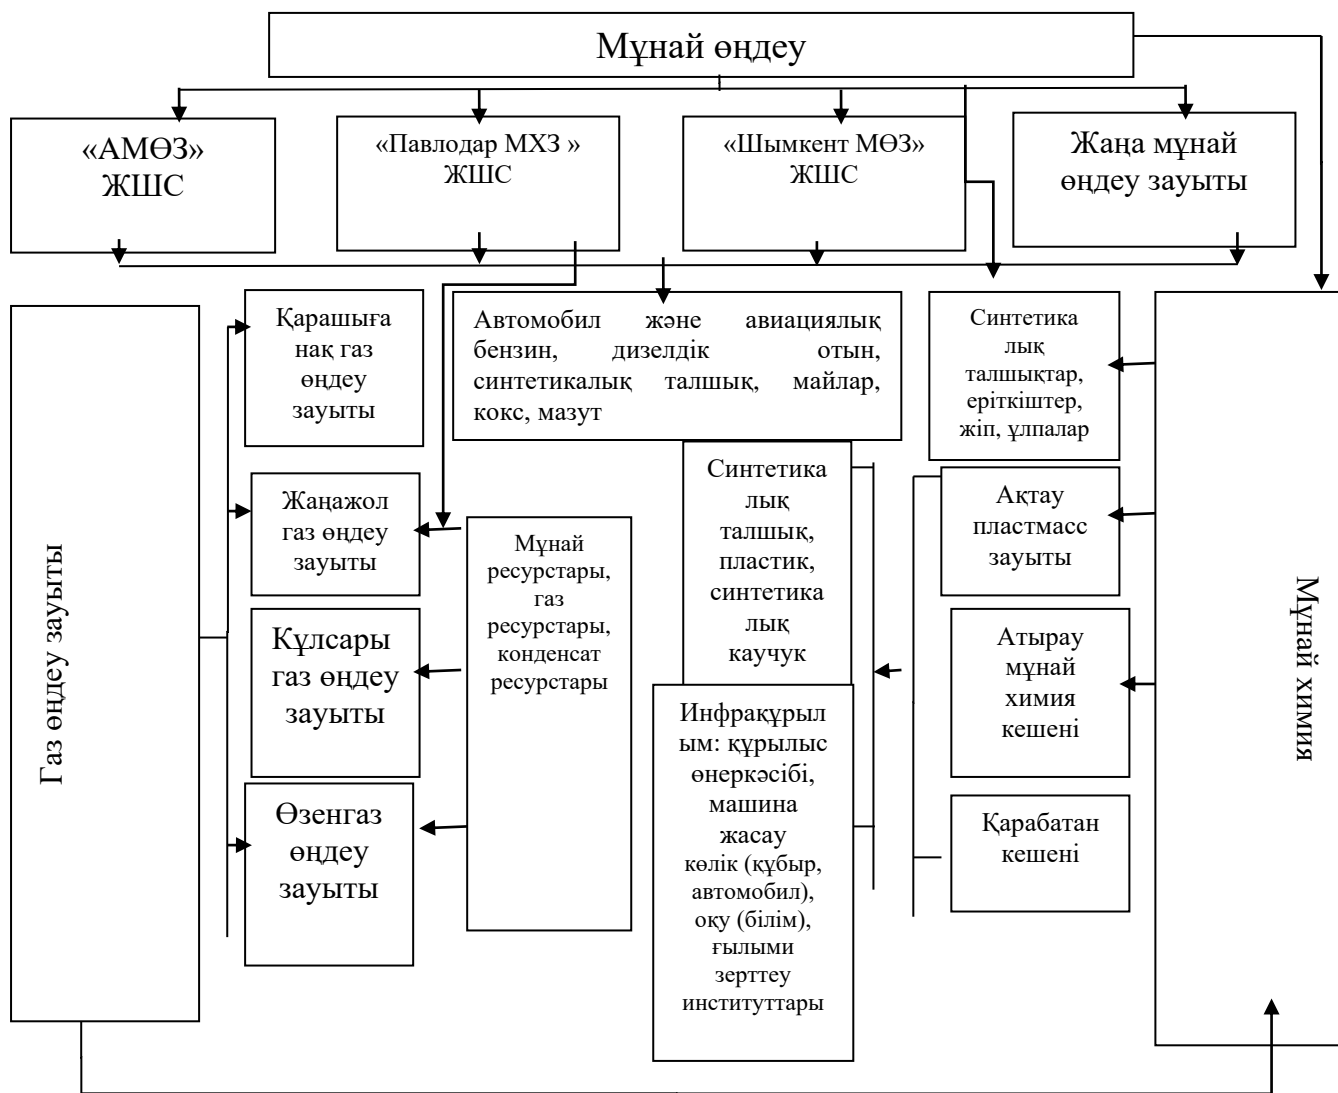 Мұнай өңдеу
«АМӨЗ»
ЖШС
«Павлодар МХЗ »
ЖШС
«Шымкент МӨЗ»
ЖШС
Жаңа мұнай
өңдеу зауыты
Газ өңдеу зауыты
Қарашыға
нақ газ
өңдеу
зауыты
Жаңажол
газ өңдеу
зауыты
Құлсары
газ өңдеу
зауыты
Өзенгаз
өңдеу
зауыты
Автомобил және авиациялық
бензин, дизелдік отын,
синтетикалық талшық, майлар,
кокс, мазут
Мұнай
ресурстары,
газ
ресурстары,
конденсат
ресурстары
Синтетика
лық
талшық,
пластик,
синтетика
лық
каучук
Инфрақұрыл
ым: құрылыс
өнеркәсібі,
машина
жасау
көлік (құбыр,
автомобил),
оқу (білім),
ғылыми
зерттеу
институттары
Синтетика
лық
талшықтар,
еріткіштер,
жіп, ұлпалар
Ақтау
пластмасс
зауыты
Атырау
мұнай
химия
кешені
Қарабатан
кешені
Мұнай химия